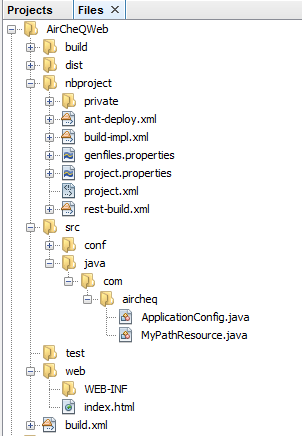 Projects Files
AirCheQWeb
build
dist
nbproject
private
ant-deploy.xml
build-impl.xml
genfiles.properties
project.properties
project.xml
rest-build.xml
src
conf
java
com
aircheq
ApplicationConfig.java
MyPathResource.java
test
web
WEB-INF
index.html
build.xml